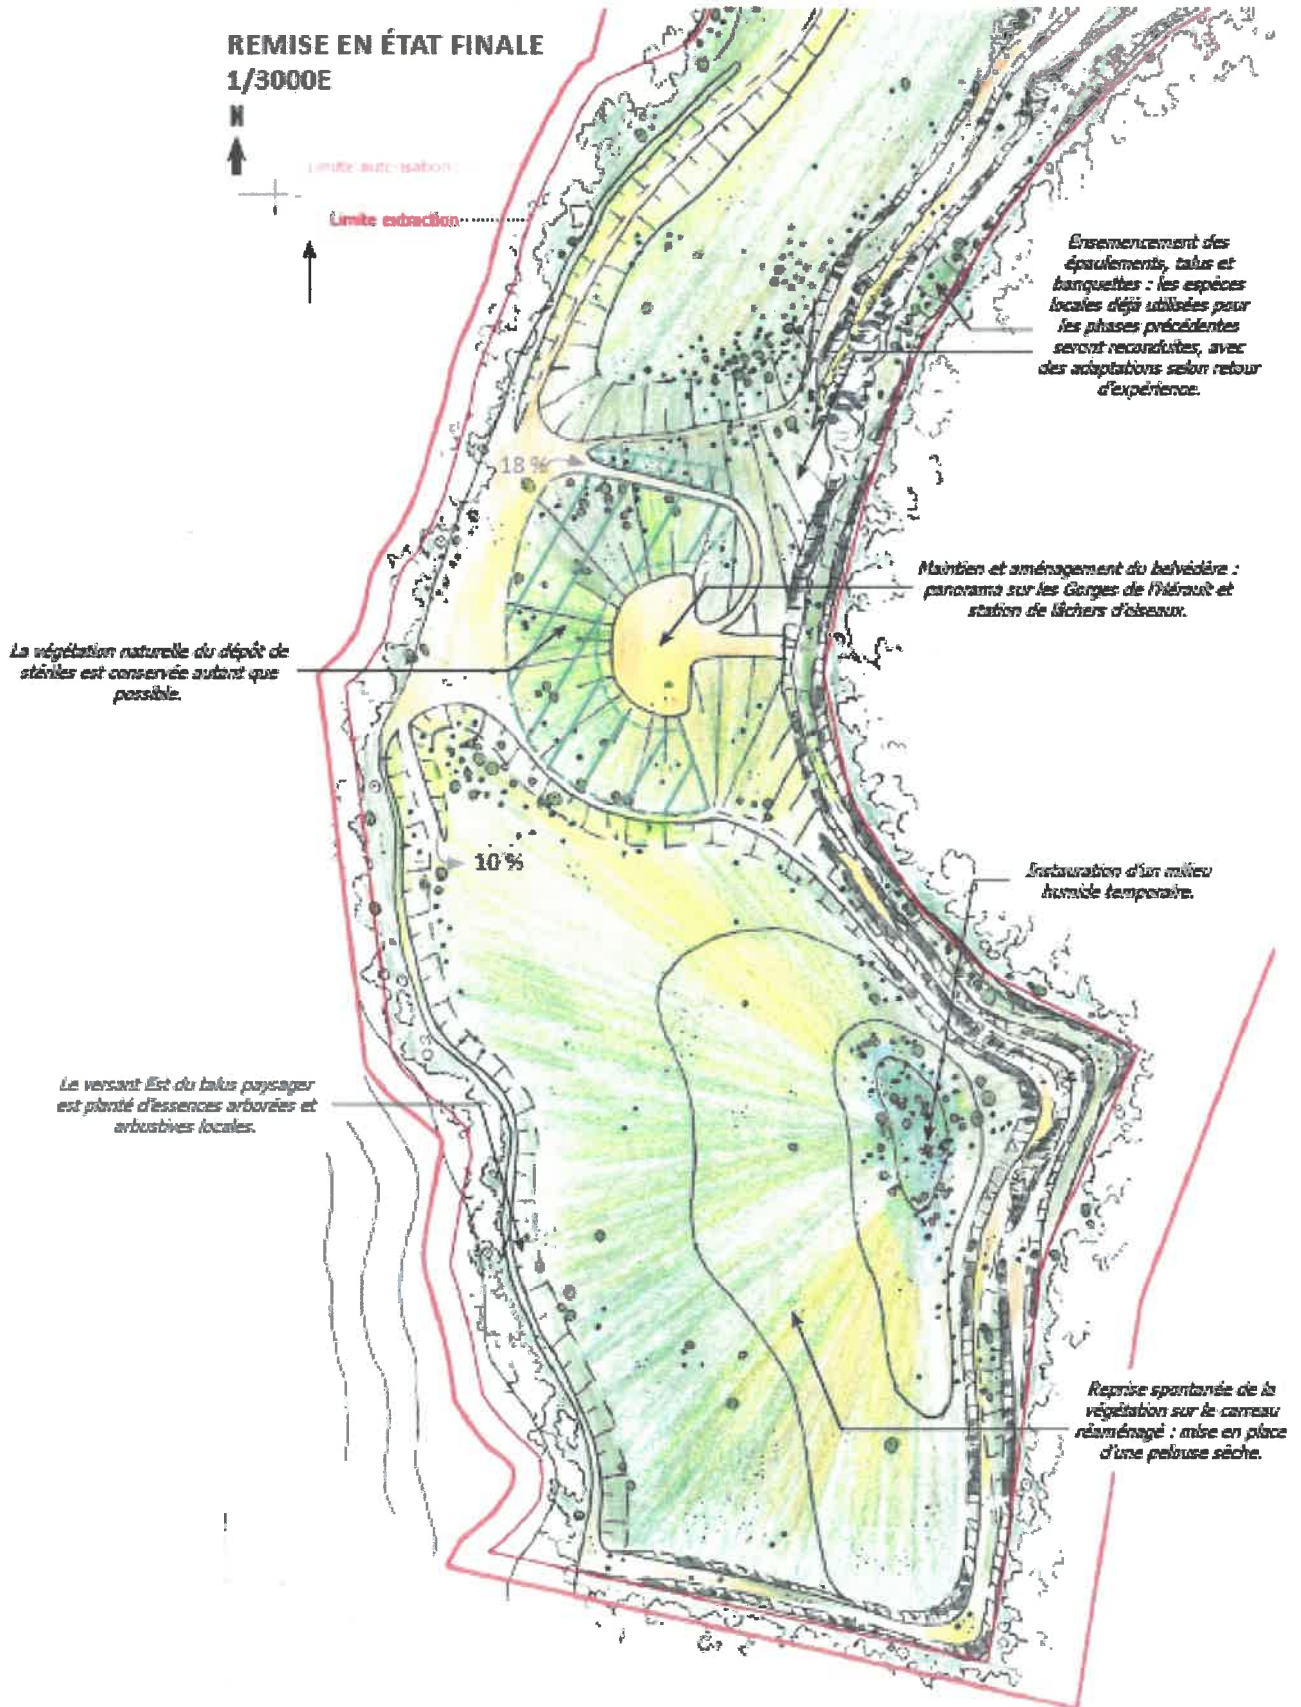 REMISE EN ÉTAT FINALE
1/3000E
N
Limite autorisation
Limite extraction
Ensemencement des
épaulements, talus et
banquettes : les espèces
locales déjà utilisées pour
les phases précédentes
seront reconduites, avec
des adaptations selon retour
d'expérience.
18 %
Maintien et aménagement du belvédère :
panorama sur les Gorges de l'Hérault et
station de lâchers d'oiseaux.
La végétation naturelle du dépôt de
stériles est conservée autant que
possible.
10 %
Instauration d'un milieu
humide temporaire.
Le versant Est du talus paysager
est planté d'essences arborées et
arbustives locales.
Reprise spontanée de la
végétation sur le carreau
réaménagé : mise en place
d'une pelouse sèche.